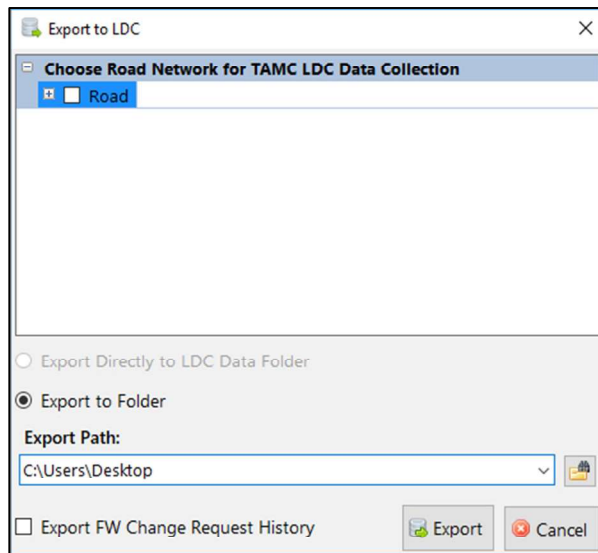 Export to LDC
Choose Road Network for TAMC LDC Data Collection
Road
Export Directly to LDC Data Folder
Export to Folder
Export Path:
C:\Users\Desktop
Export FW Change Request History
Export
Cancel